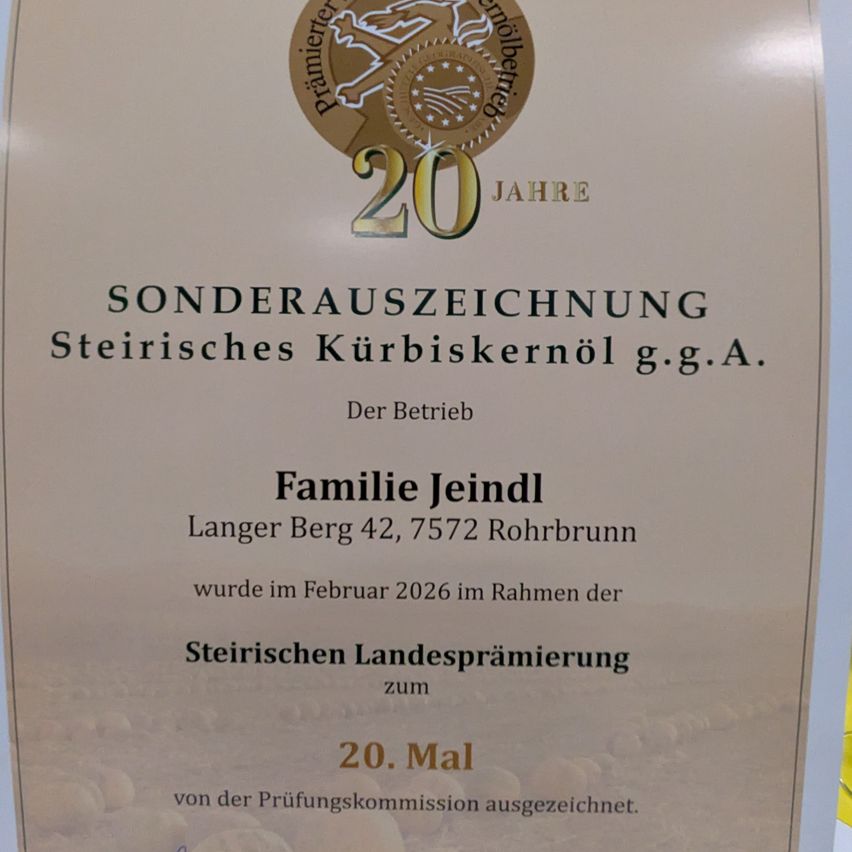 Prämierter
ernölbetrieb
20 JAHRE
SONDERAUSZEICHNUNG
Steirisches Kürbiskernöl g.g.A.
Der Betrieb
Familie Jeindl
Langer Berg 42, 7572 Rohrbrunn
wurde im Februar 2026 im Rahmen der
Steirischen Landesprämierung
zum
20. Mal
von der Prüfungskommission ausgezeichnet.